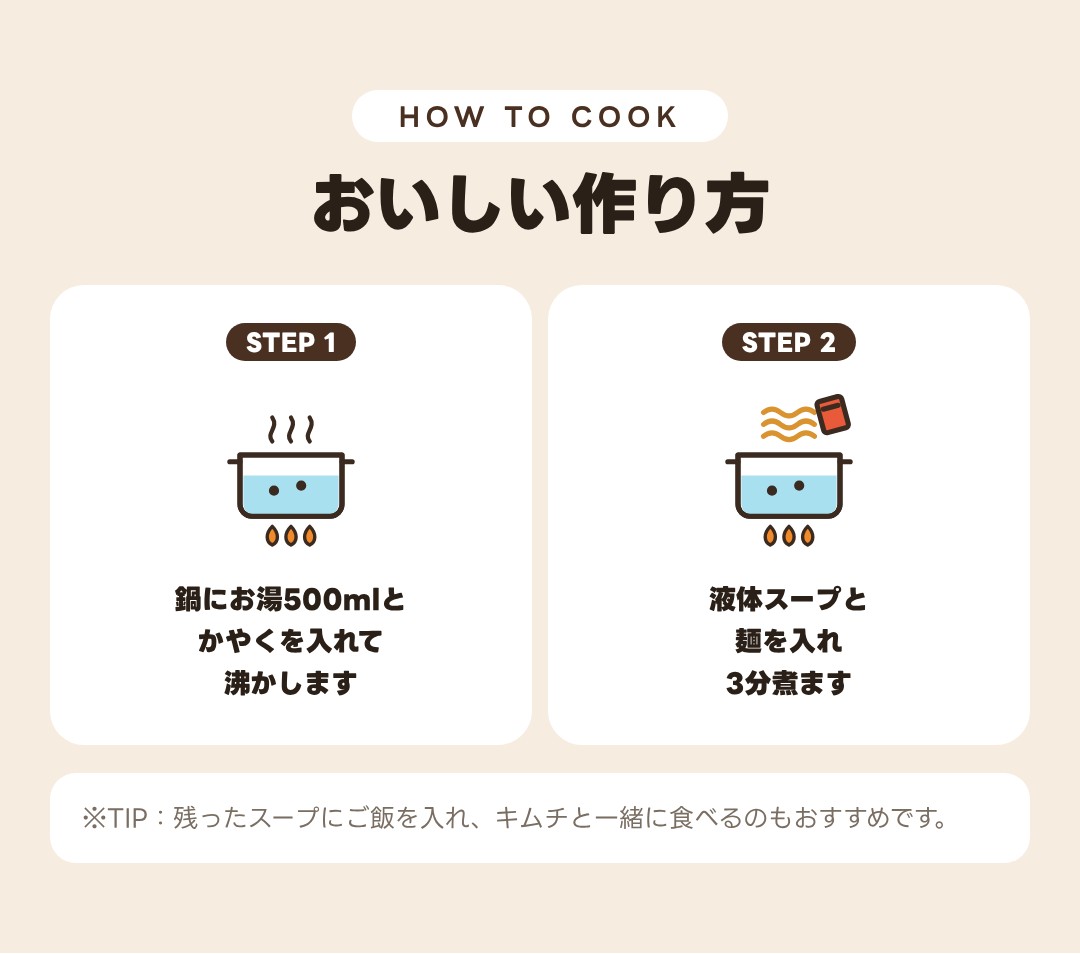 HOW TO COOK
おいしい作り方
STEP 1
鍋にお湯500mlと
かやくを入れて
沸かします
STEP 2
液体スープと
麺を入れ
3分煮ます
※TIP：残ったスープにご飯を入れ、キムチと一緒に食べるのもおすすめです。